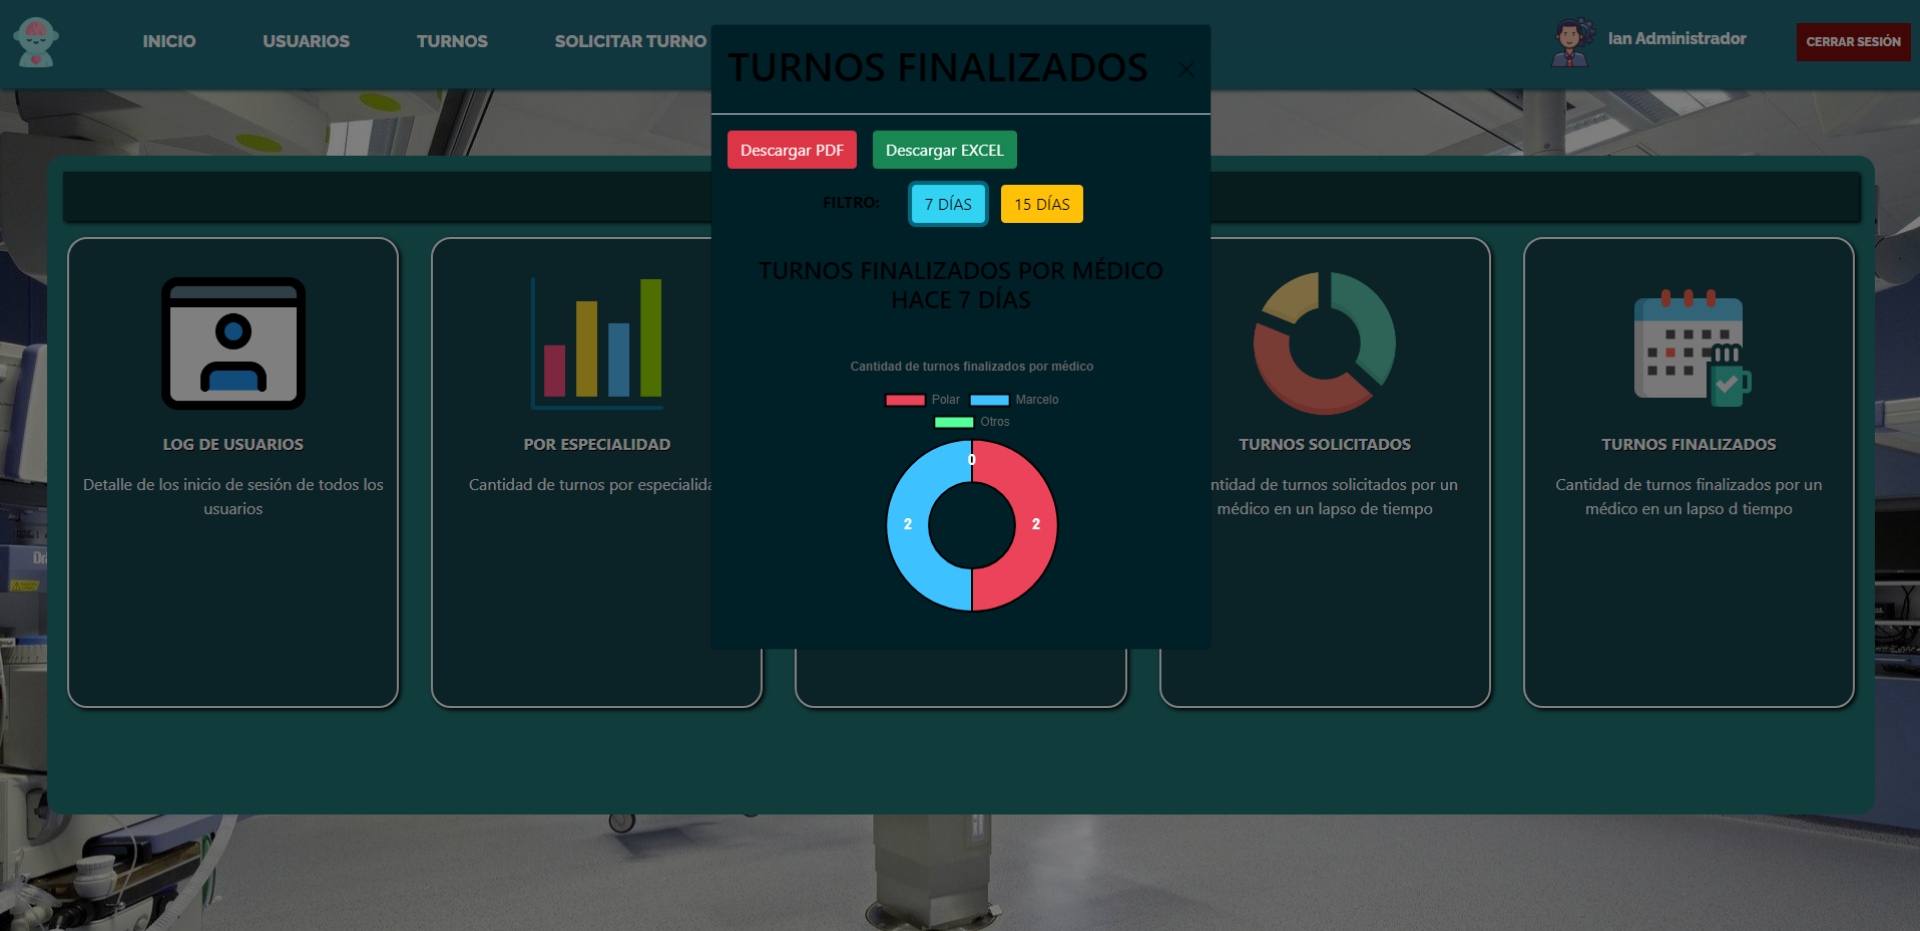 INICIO
USUARIOS
TURNOS
SOLICITAR TURNO
Ian Administrador
CERRAR SESIÓN
TURNOS FINALIZADOS
Descargar PDF
Descargar EXCEL
FILTRO:
7 DÍAS
15 DÍAS
TURNOS FINALIZADOS POR MÉDICO
HACE 7 DÍAS
Cantidad de turnos finalizados por médico
Polar
Marcelo
Otros
0
2
2
LOG DE USUARIOS
Detalle de los inicio de sesión de todos los
usuarios
POR ESPECIALIDAD
Cantidad de turnos por especialida
TURNOS SOLICITADOS
ntidad de turnos solicitados por un
médico en un lapso de tiempo
TURNOS FINALIZADOS
Cantidad de turnos finalizados por un
médico en un lapso d tiempo